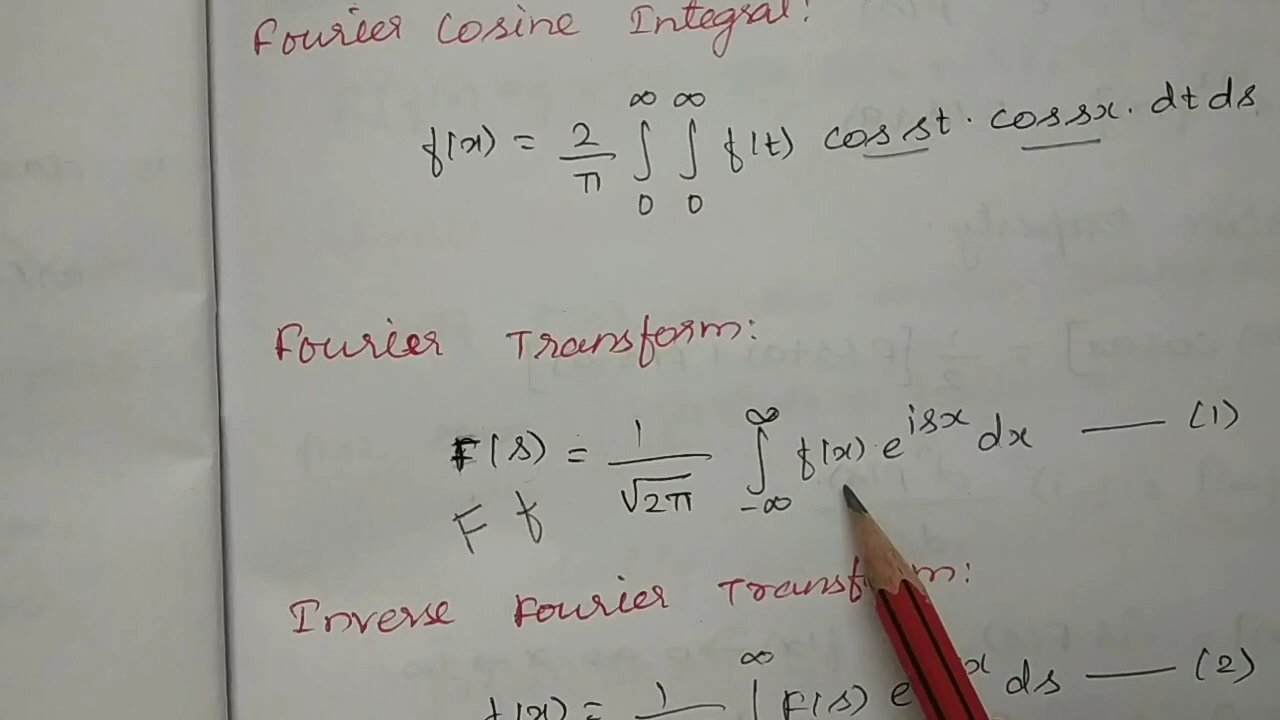 Fourier Cosine Integral:
f(x) = 2/π ∫₀^∞ ∫₀^∞ f(t) cos st · cos sx · dt ds
Fourier Transform:
F(s) = 1/√2π ∫_{-∞}^∞ f(x) · e^{isx} dx — (1)
F f
Inverse Fourier Transform:
f(x) = 1 ∫^∞ F(s) e x ds — (2)